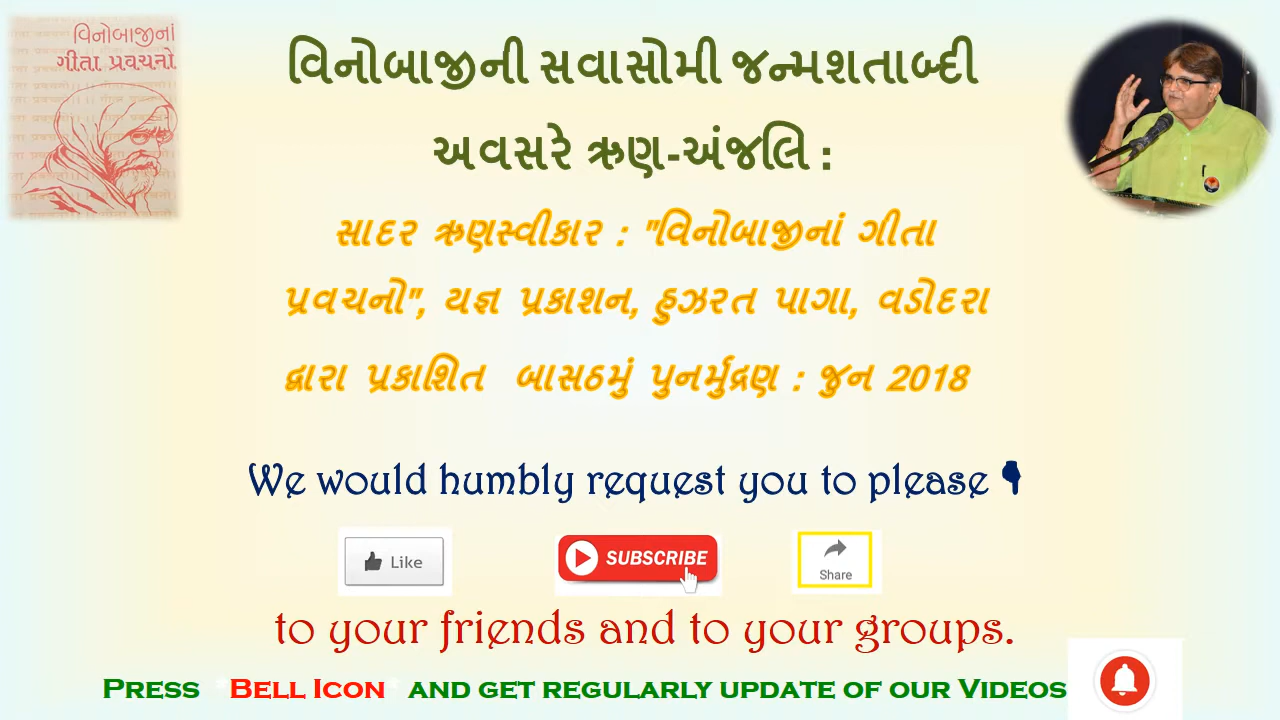 વિનોબાજીનાં
ગીતા પ્રવચનો
વિનોબાજીની સવાસોમી જન્મશતાબ્દી
અવસરે ઋણ-અંજલિ :
સાદર ઋણસ્વીકાર : "વિનોબાજીનાં ગીતા
પ્રવચનો", યજ્ઞ પ્રકાશન, હુઝરત પાગા, વડોદરા
દ્વારા પ્રકાશિત બાસઠમું પુનર્મુદ્રણ : જુન 2018
We would humbly request you to please 👇
Like
SUBSCRIBE
Share
to your friends and to your groups.
PRESS "BELL ICON" AND GET REGULARLY UPDATE OF OUR VIDEOS